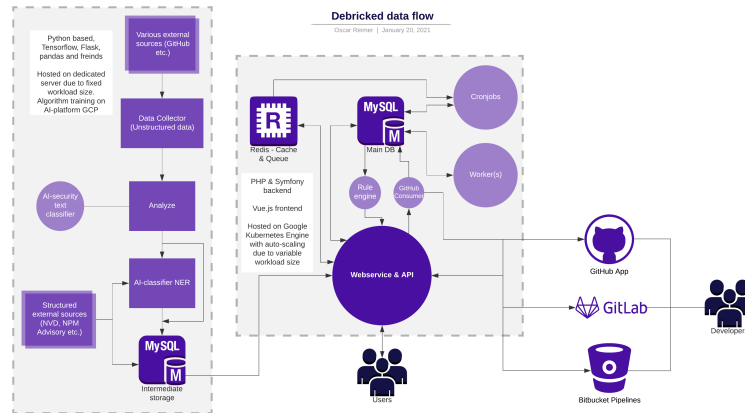 Debricked data flow
Oscar Reimer | January 20, 2021
Python based,
Tensorflow, Flask,
pandas and freinds
Hosted on dedicated
server due to fixed
workload size.
Algorithm training on
AI-platform GCP
Various external
sources (GitHub
etc.)
Data Collector
(Unstructured data)
AI-security
text
classifier
Analyze
AI-classifier NER
Structured
external sources
(NVD, NPM
Advisory etc.)
MySQL
M
Intermediate
storage
R
Redis - Cache
& Queue
MySQL
M
Main DB
Cronjobs
Worker(s)
Rule
engine
GitHub
Consumer
PHP & Symfony
backend
Vue.js frontend
Hosted on Google
Kubernetes Engine
with auto-scaling
due to variable
workload size
Webservice & API
Users
GitHub App
GitLab
Bitbucket Pipelines
Developer